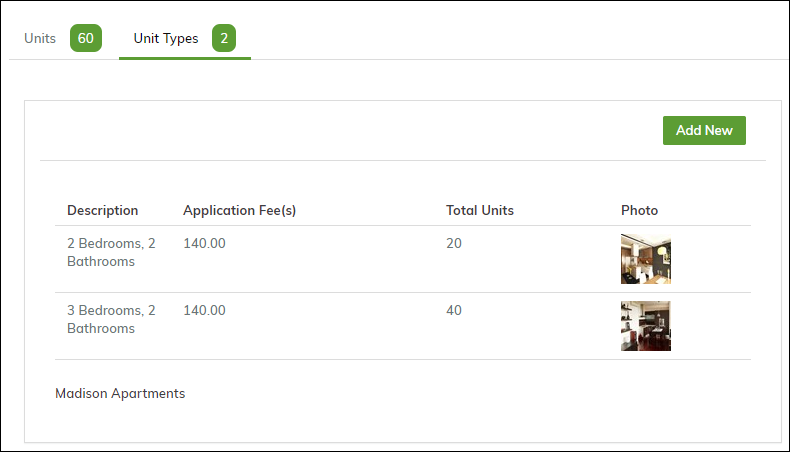 Units 60 Unit Types 2
Add New
Description Application Fee(s) Total Units Photo
2 Bedrooms, 2 140.00 20
Bathrooms
3 Bedrooms, 2 140.00 40
Bathrooms
Madison Apartments